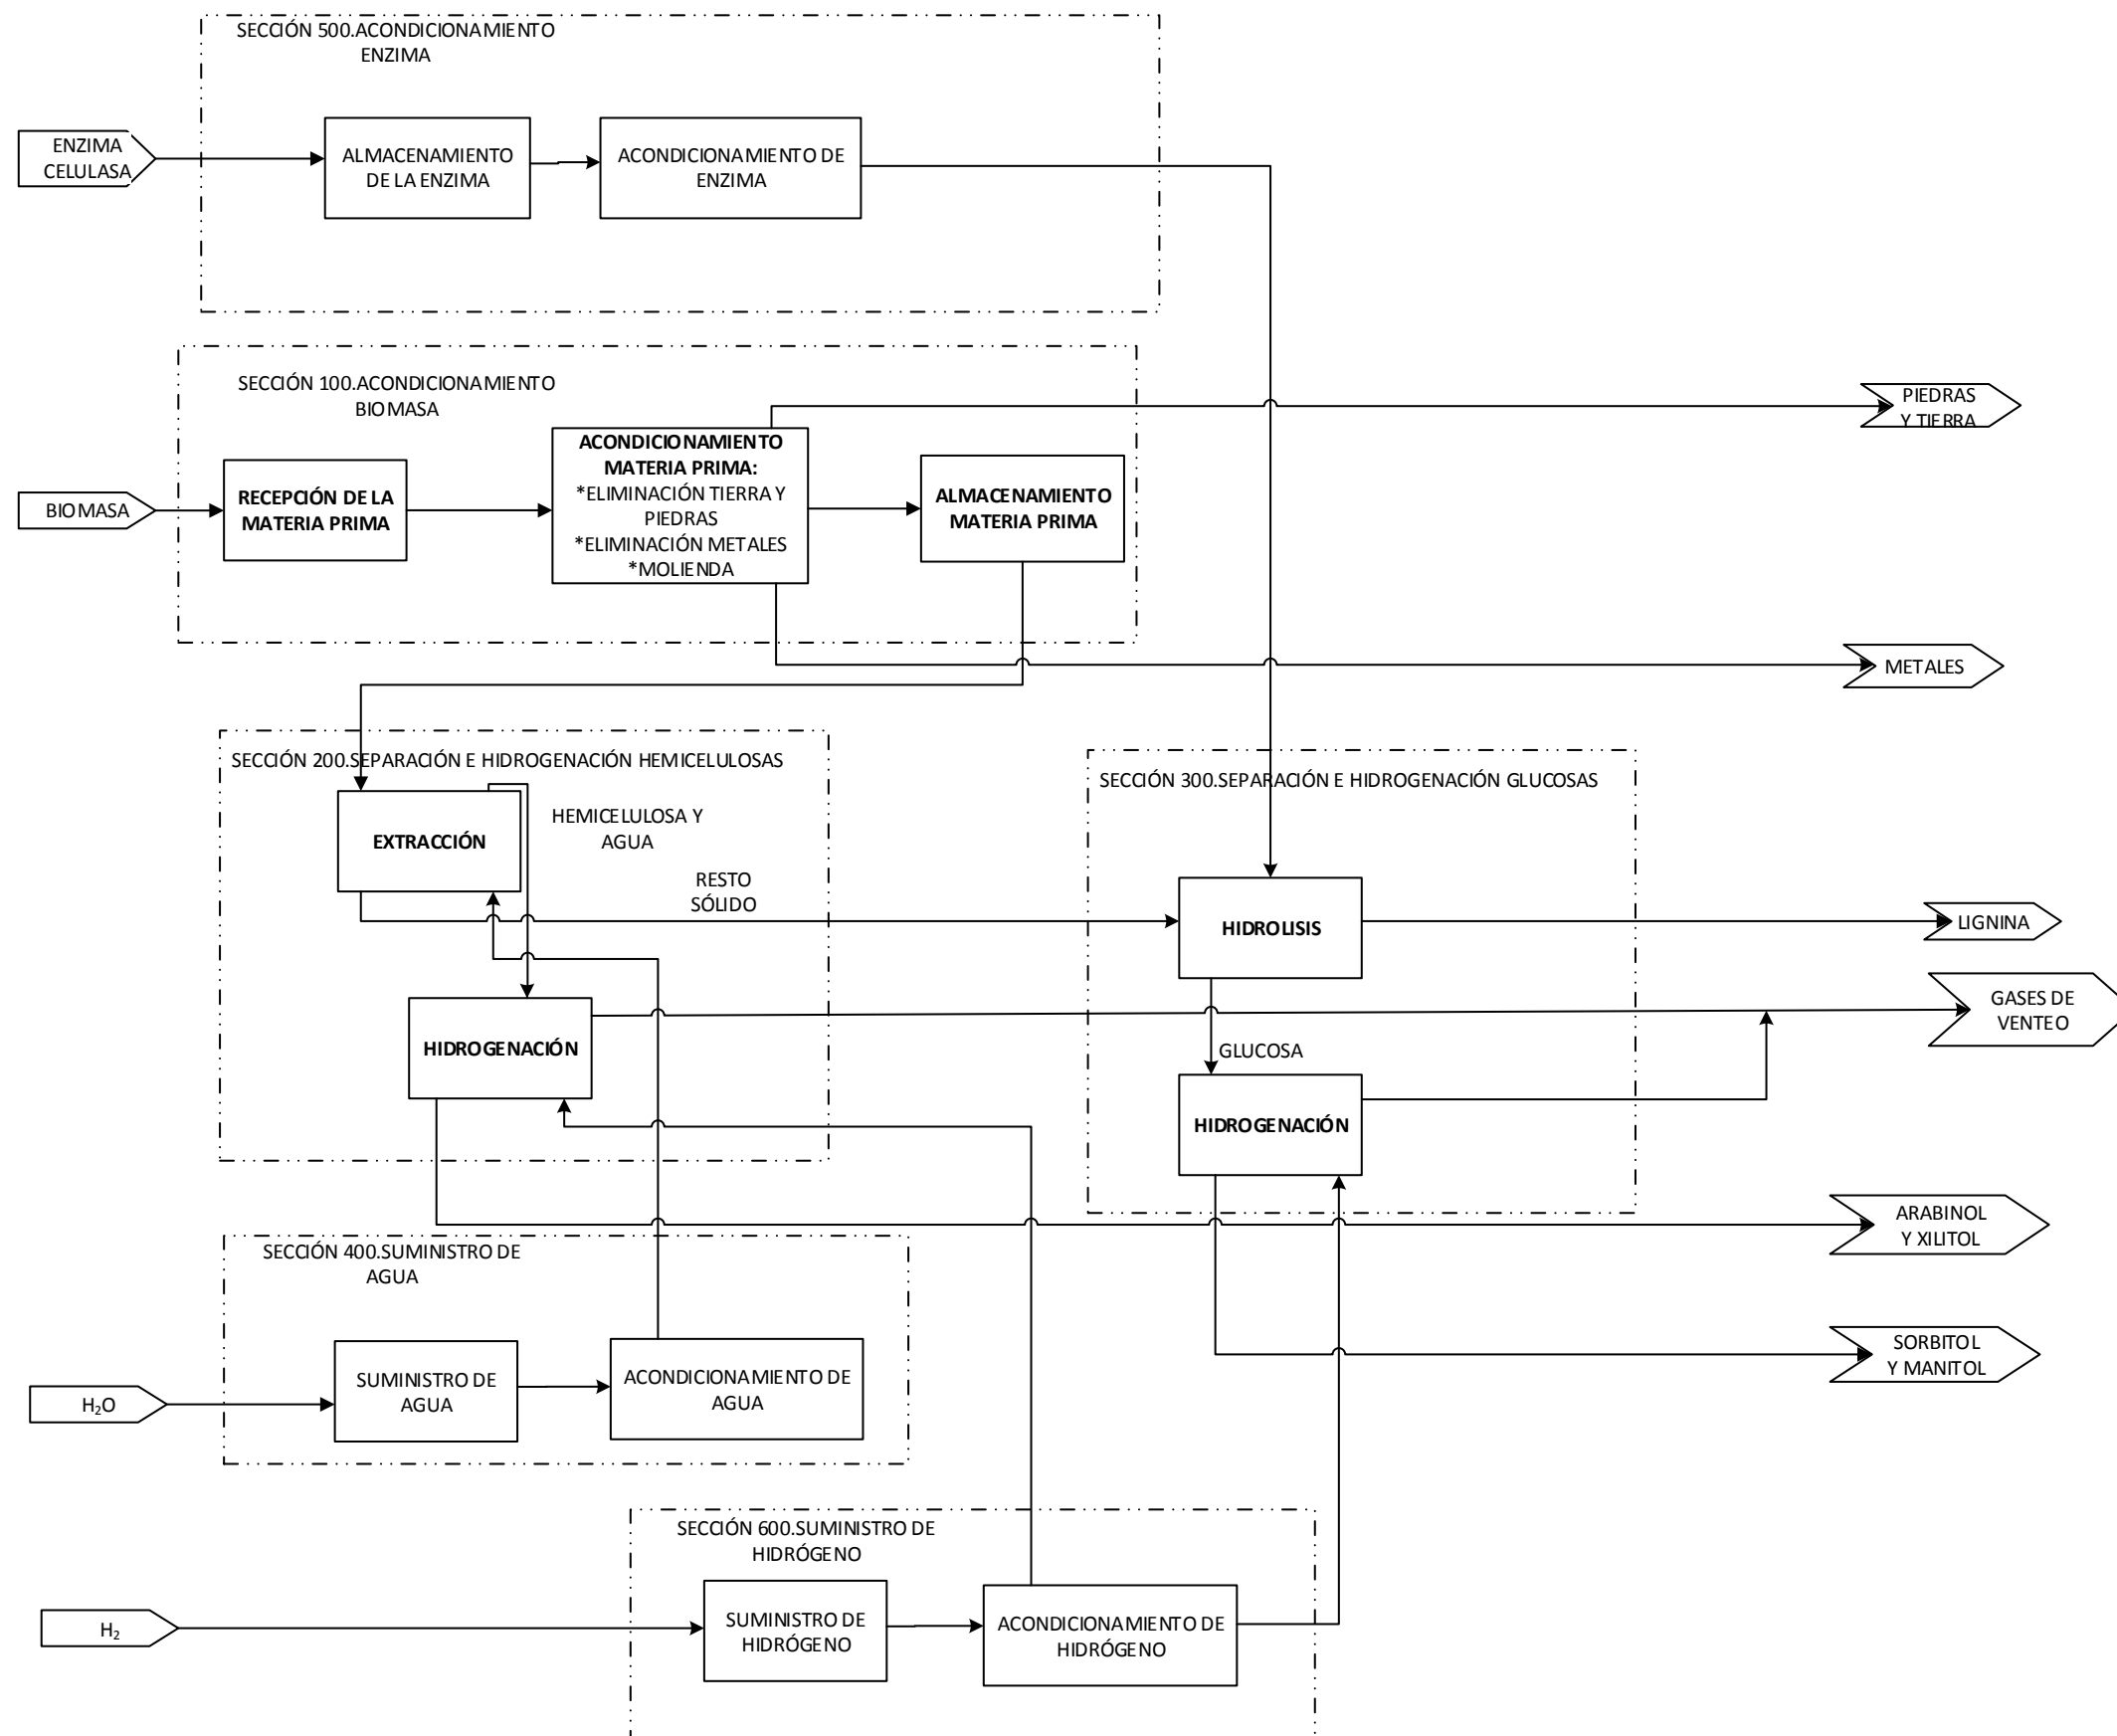 SECCIÓN 500.ACONDICIONAMIENTO
ENZIMA
ENZIMA
CELULASA
ALMACENAMIENTO
DE LA ENZIMA
ACONDICIONAMIENTO DE
ENZIMA
SECCIÓN 100.ACONDICIONAMIENTO
BIOMASA
PIEDRAS
Y TIERRA
BIOMASA
RECEPCIÓN DE LA
MATERIA PRIMA
ACONDICIONAMIENTO
MATERIA PRIMA:
*ELIMINACIÓN TIERRA Y
PIEDRAS
*ELIMINACIÓN METALES
*MOLIENDA
ALMACENAMIENTO
MATERIA PRIMA
METALES
SECCIÓN 200.SEPARACIÓN E HIDROGENACIÓN HEMICELULOSAS
SECCIÓN 300.SEPARACIÓN E HIDROGENACIÓN GLUCOSAS
EXTRACCIÓN
HEMICELULOSA Y
AGUA
RESTO
SÓLIDO
HIDROLISIS
LIGNINA
GASES DE
VENTEO
HIDROGENACIÓN
GLUCOSA
HIDROGENACIÓN
ARABINOL
Y XILITOL
SECCIÓN 400.SUMINISTRO DE
AGUA
SORBITOL
Y MANITOL
H₂O
SUMINISTRO DE
AGUA
ACONDICIONAMIENTO DE
AGUA
SECCIÓN 600.SUMINISTRO DE
HIDRÓGENO
H₂
SUMINISTRO DE
HIDRÓGENO
ACONDICIONAMIENTO DE
HIDRÓGENO